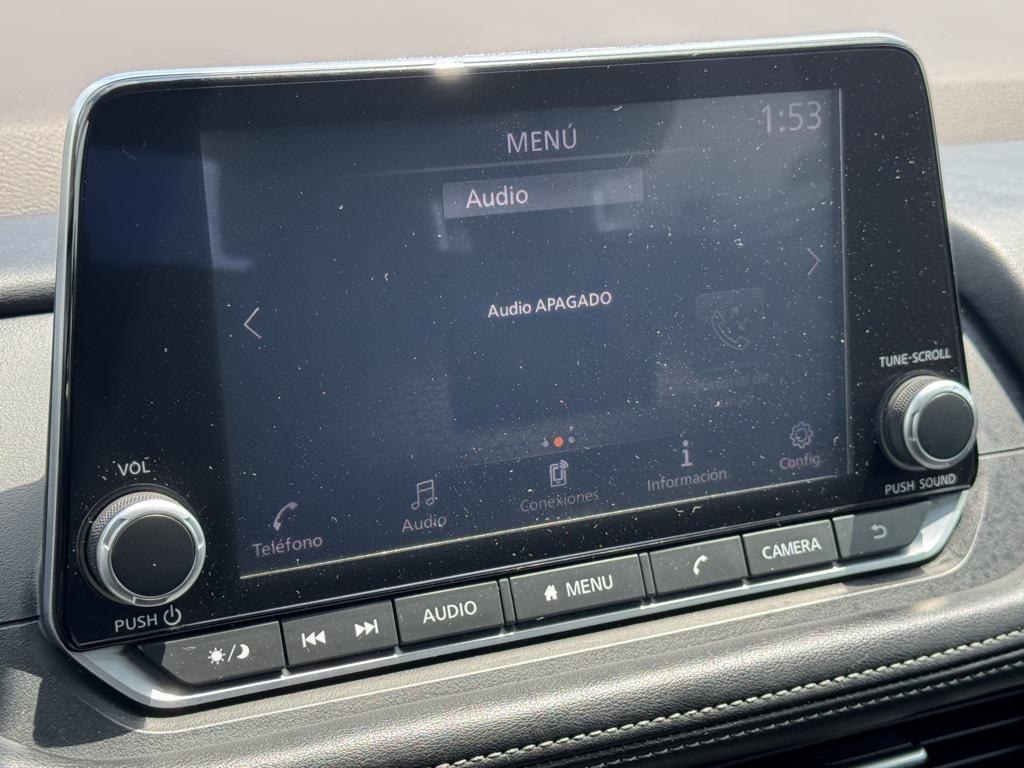 1:53
MENÚ
Audio
Audio APAGADO
TUNE·SCROLL
VOL
Teléfono
Audio
Conexiones
Información
Config.
PUSH SOUND
PUSH
AUDIO
MENU
CAMERA